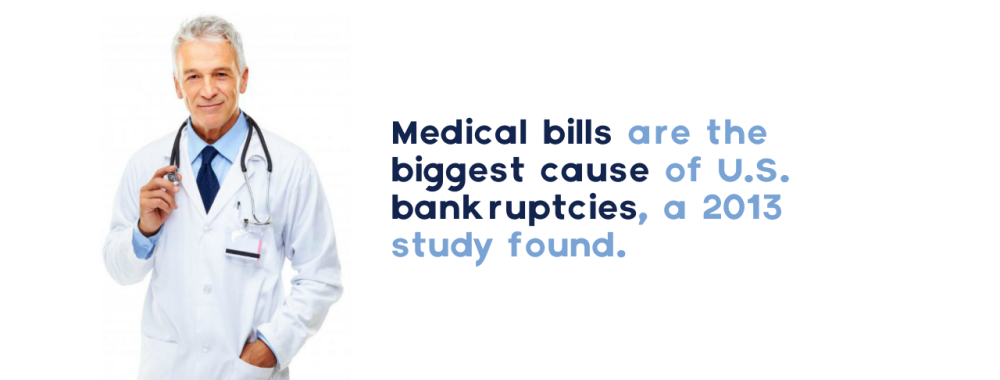 Medical bills are the
biggest cause of U.S.
bankruptcies, a 2013
study found.